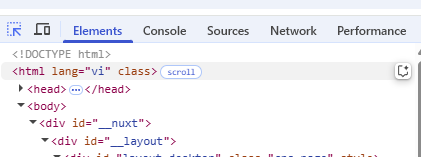 Elements Console Sources Network Performance
<!DOCTYPE html>
<html lang="vi" class> scroll
<head> ⋯ </head>
<body>
<div id="__nuxt">
<div id="__layout">